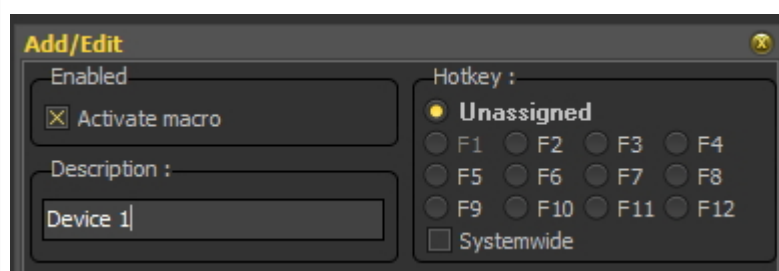 Add/Edit
Enabled
Activate macro
Description :
Device 1
Hotkey :
Unassigned
F1 F2 F3 F4
F5 F6 F7 F8
F9 F10 F11 F12
Systemwide